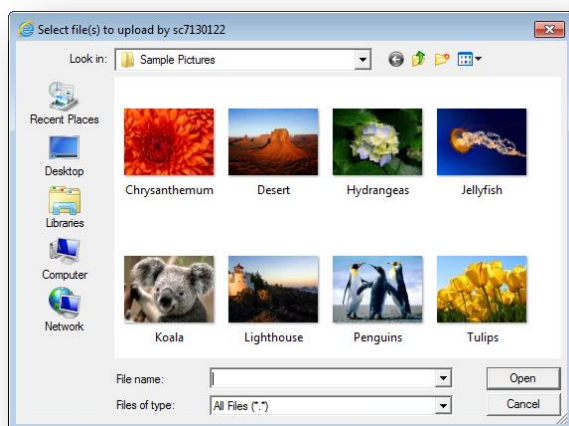 Select file(s) to upload by sc7130122
Look in: Sample Pictures
Recent Places
Desktop
Libraries
Computer
Network
Chrysanthemum Desert Hydrangeas Jellyfish
Koala Lighthouse Penguins Tulips
File name: Open
Files of type: All Files (*.*) Cancel